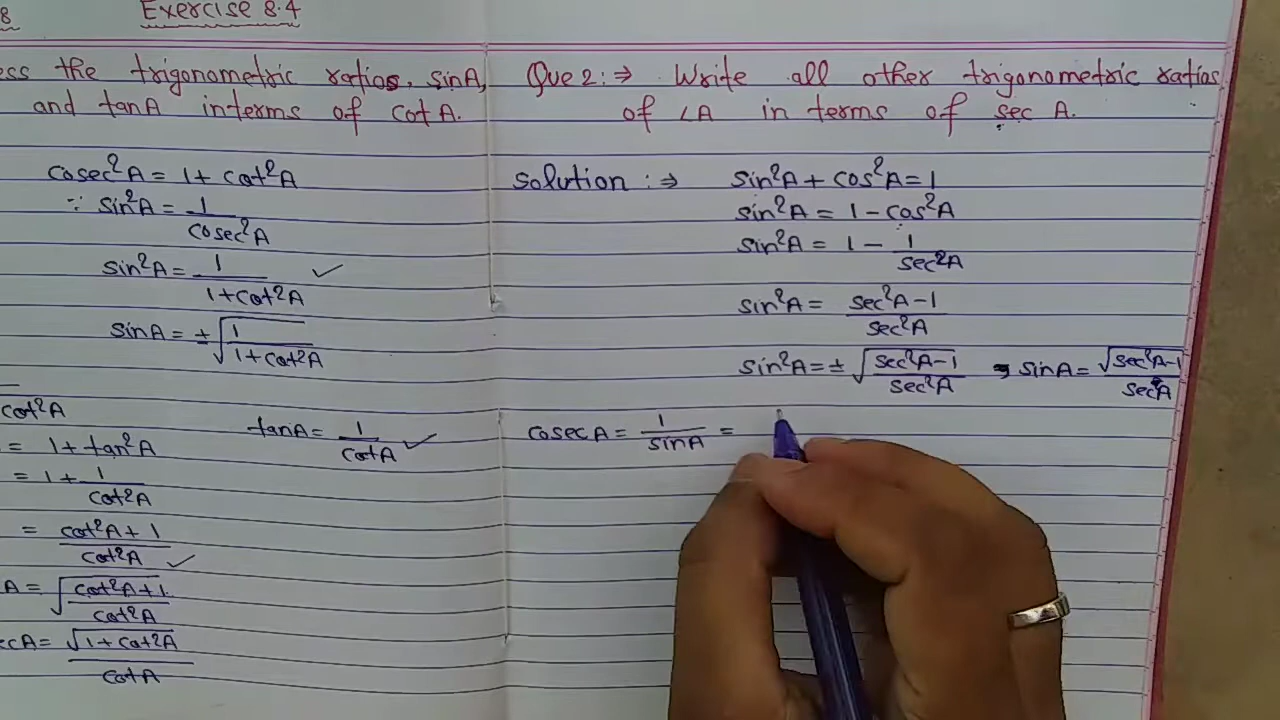 8 Exercise 8.4
ess the trigonometric ratios, sinA,
and tanA interms of cot A.
cosec²A = 1 + cot²A
∵ sin²A = 1/cosec²A
sin²A = 1/(1+cot²A) ✓
sinA = ±√(1/(1+cot²A))
cot²A
= 1 + tan²A
= 1 + 1/cot²A
= (cot²A + 1)/cot²A ✓
A = √((cot²A+1)/cot²A)
ecA = √(1+cot²A)/cotA
tanA = 1/cotA ✓
Que 2 :⇒ Write all other trigonometric ratios
of ∠A in terms of sec A.
Solution :⇒ sin²A + cos²A = 1
sin²A = 1 - cos²A
sin²A = 1 - 1/sec²A
sin²A = (sec²A-1)/sec²A
sin²A = ±√((sec²A-1)/sec²A) ⇒ sinA = √(sec²A-1)/secA
cosecA = 1/sinA =